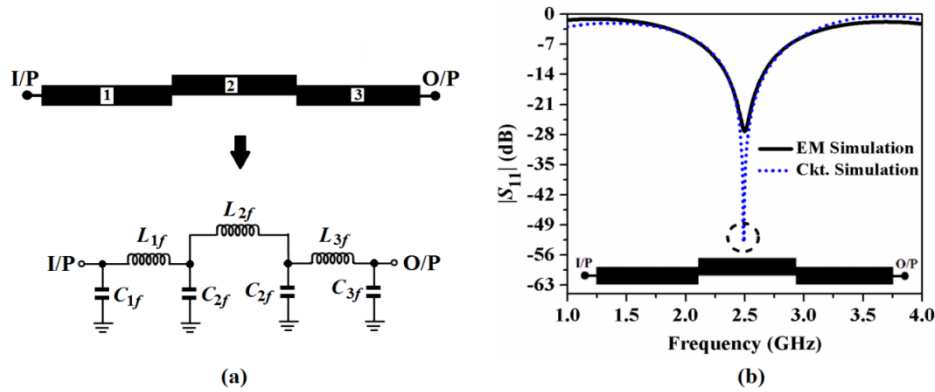 I/P
1
2
3
O/P
L1f
L2f
L3f
I/P
O/P
C1f
C2f
C2f
C3f
(a)
|S11| (dB)
0
-7
-14
-21
-28
-35
-42
-49
-56
-63
EM Simulation
Ckt. Simulation
I/P
O/P
1.0 1.5 2.0 2.5 3.0 3.5 4.0
Frequency (GHz)
(b)